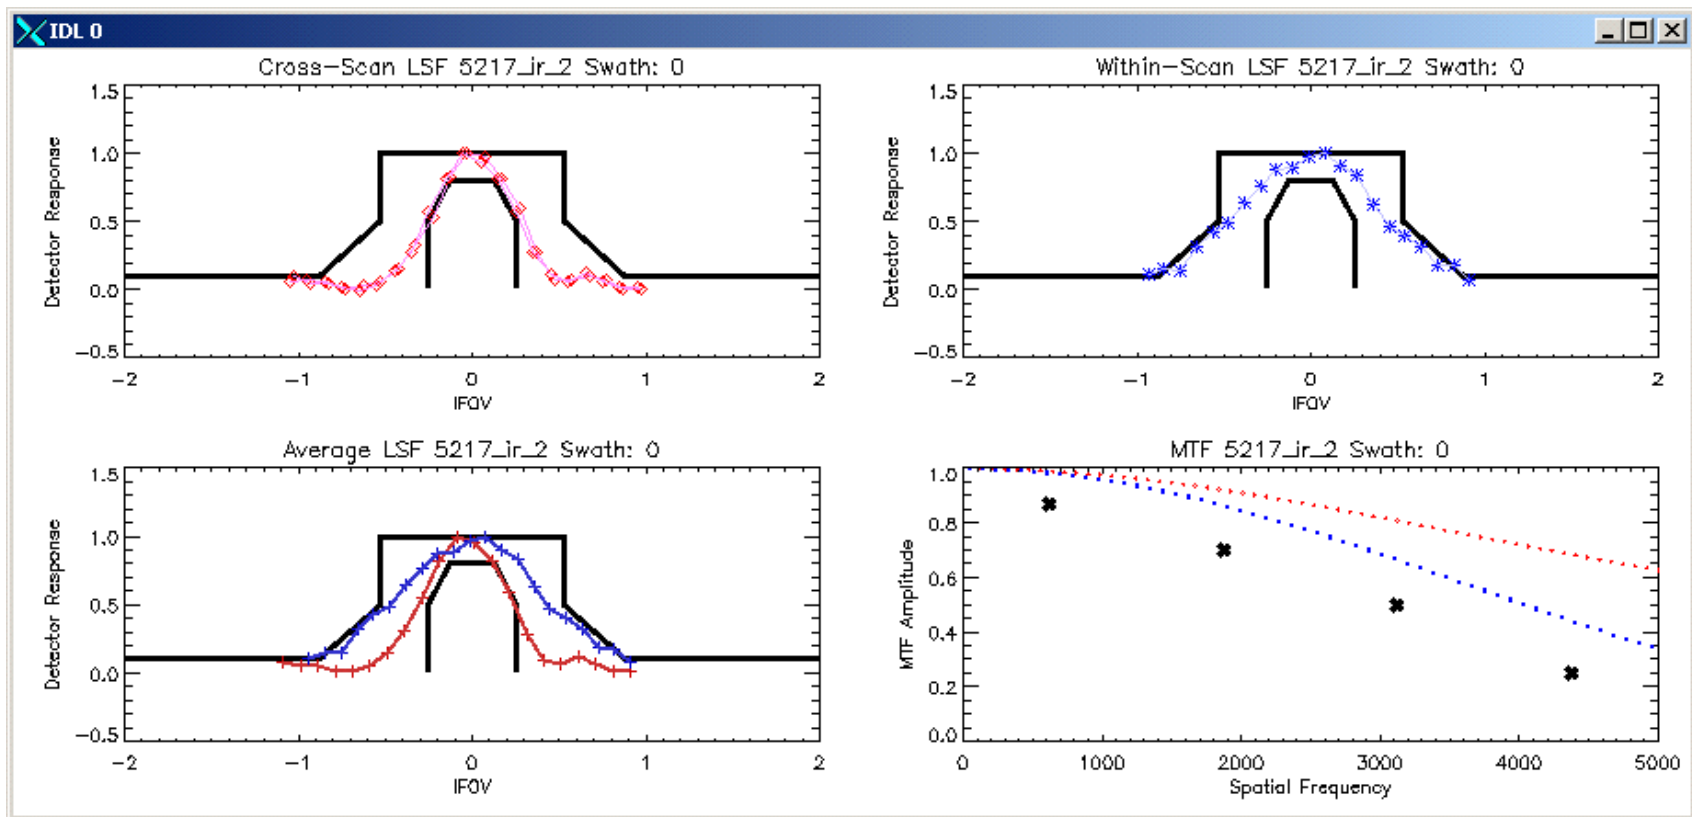 IDL 0
Cross-Scan LSF 5217_ir_2 Swath: 0
1.5
1.0
0.5
0.0
-0.5
Detector Response
-2 -1 0 1 2
IFOV
Within-Scan LSF 5217_ir_2 Swath: 0
1.5
1.0
0.5
0.0
-0.5
Detector Response
-2 -1 0 1 2
IFOV
Average LSF 5217_ir_2 Swath: 0
1.5
1.0
0.5
0.0
-0.5
Detector Response
-2 -1 0 1 2
IFOV
MTF 5217_ir_2 Swath: 0
1.0
0.8
0.6
0.4
0.2
0.0
MTF Amplitude
0 1000 2000 3000 4000 5000
Spatial Frequency